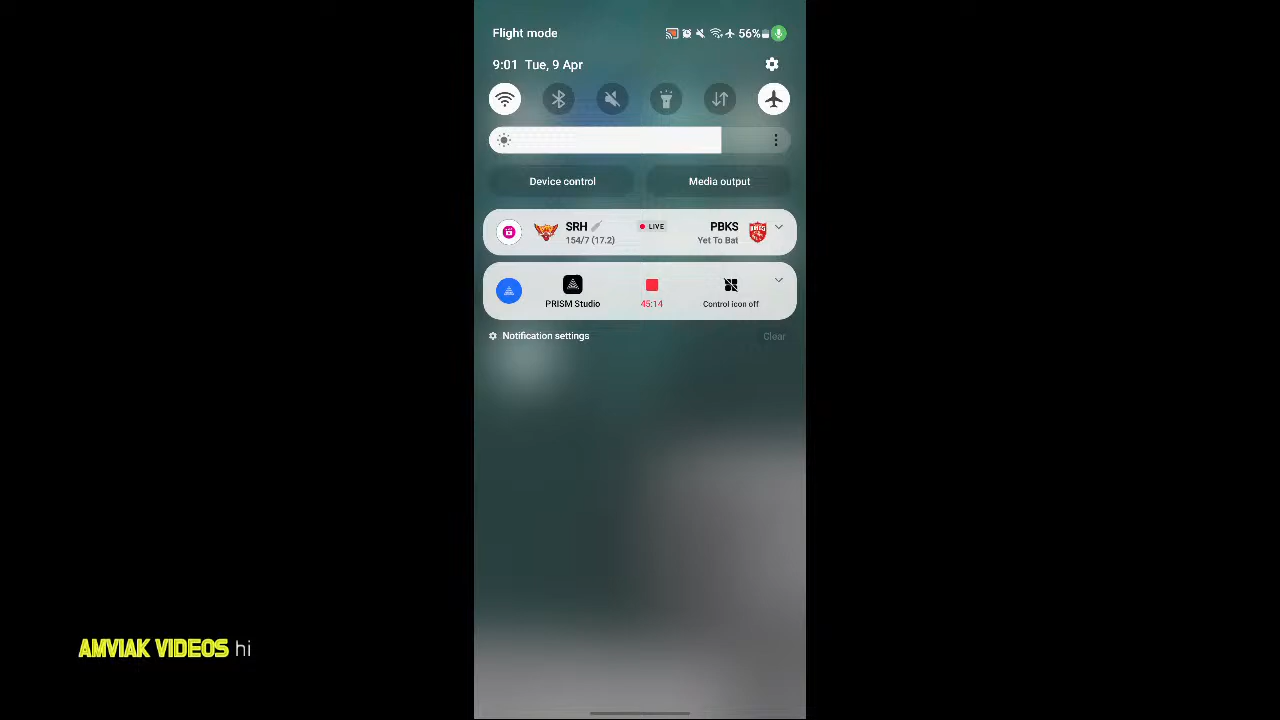 Flight mode
56%
9:01 Tue, 9 Apr
Device control
Media output
SRH
LIVE
PBKS
154/7 (17.2)
Yet To Bat
PRISM Studio
45:14
Control icon off
Notification settings
Clear
AMVIAK VIDEOS hi